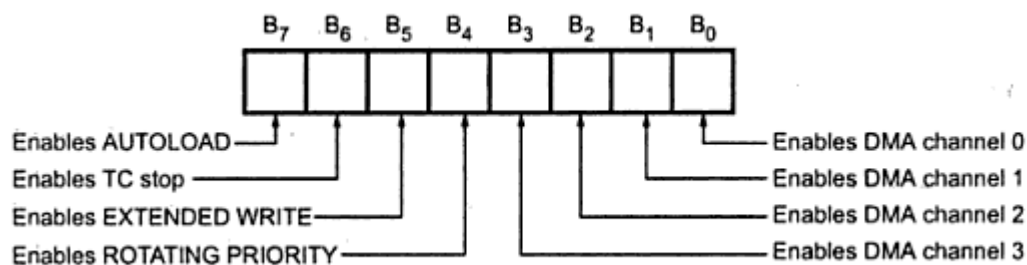 B7 B6 B5 B4 B3 B2 B1 B0
Enables AUTOLOAD
Enables TC stop
Enables EXTENDED WRITE
Enables ROTATING PRIORITY
Enables DMA channel 0
Enables DMA channel 1
Enables DMA channel 2
Enables DMA channel 3